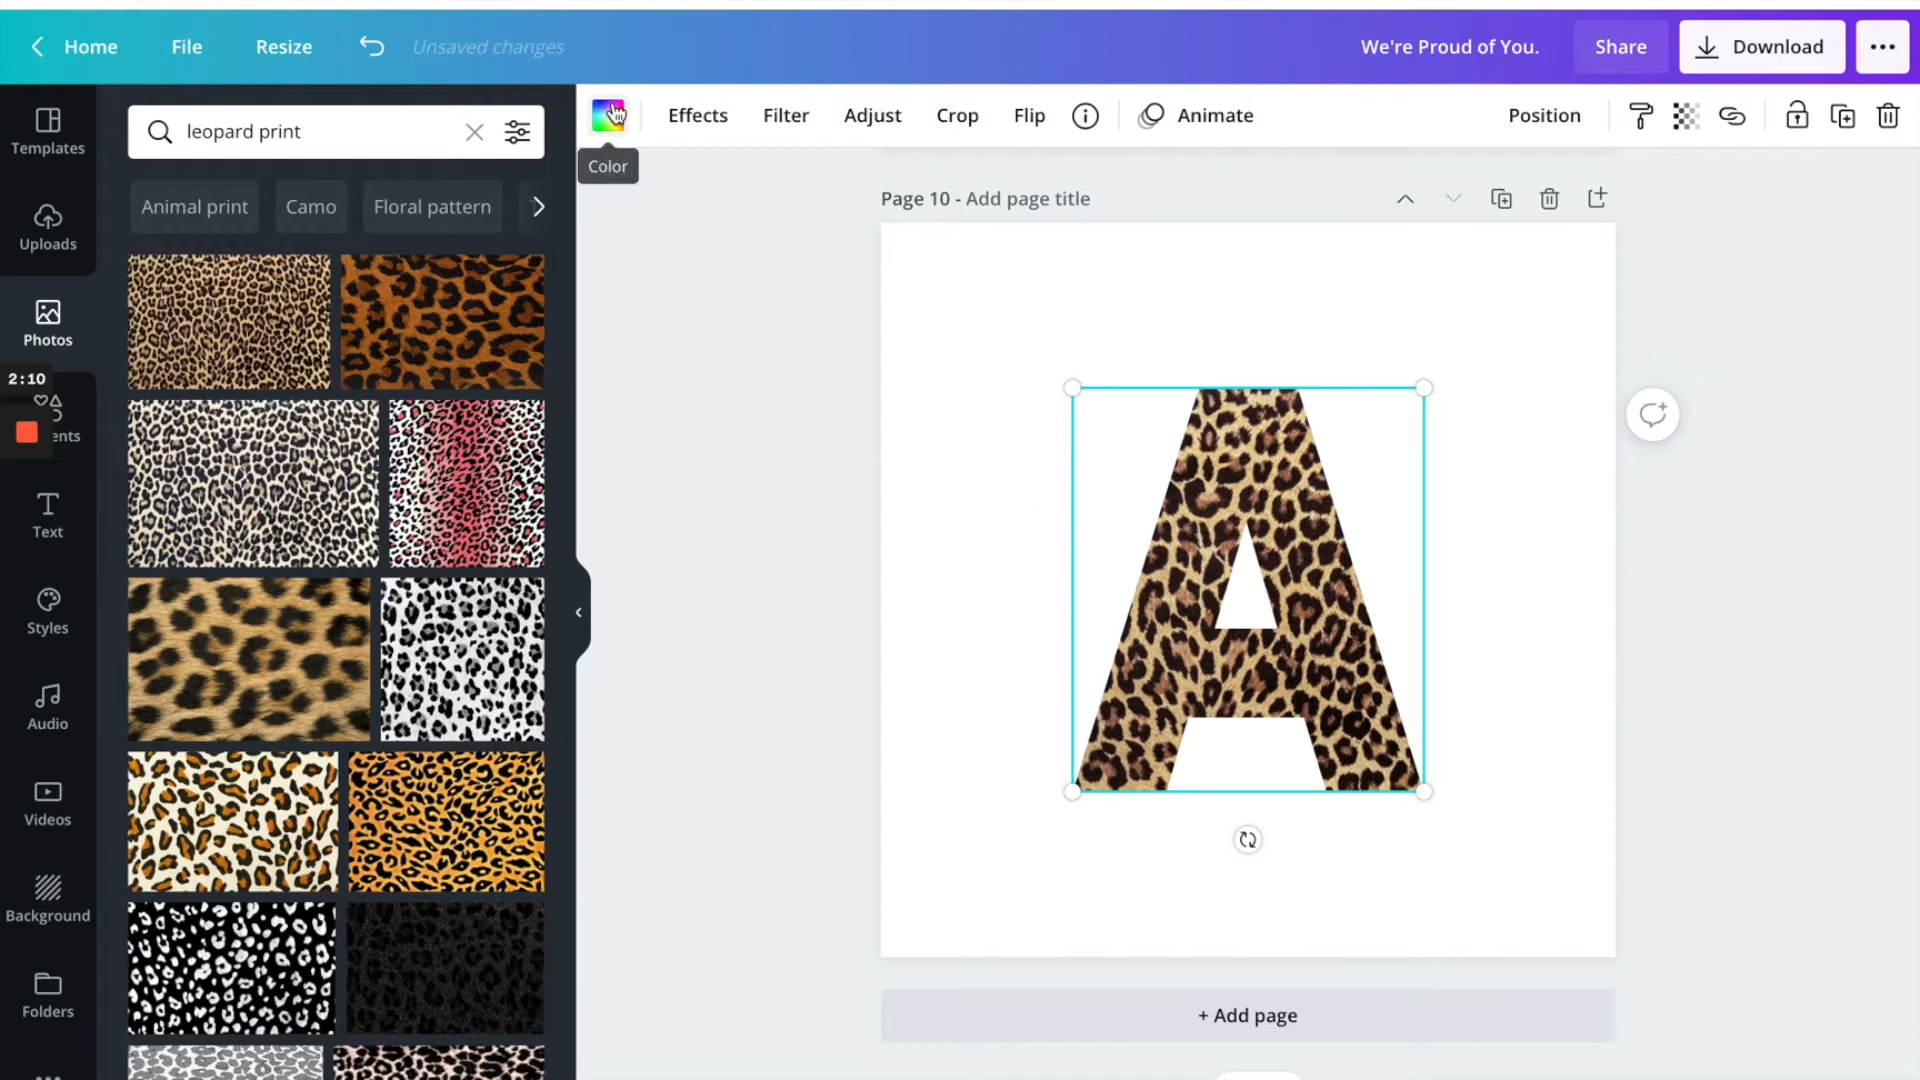 Home
File
Resize
Unsaved changes
We're Proud of You.
Share
Download
Templates
Uploads
Photos
2:10
ents
Text
Styles
Audio
Videos
Background
Folders
leopard print
Animal print
Camo
Floral pattern
Color
Effects
Filter
Adjust
Crop
Flip
Animate
Position
Page 10 - Add page title
A
+ Add page